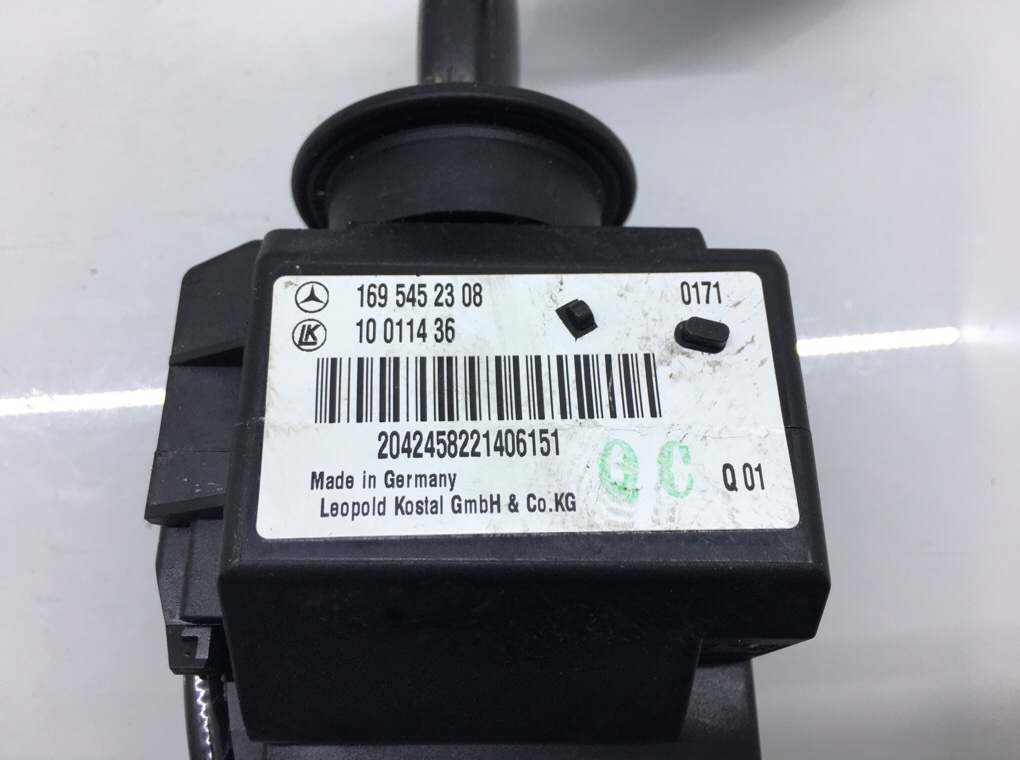 169 545 23 08 0171
LK 10 0114 36
2042458221406151
Made in Germany QC Q 01
Leopold Kostal GmbH & Co.KG